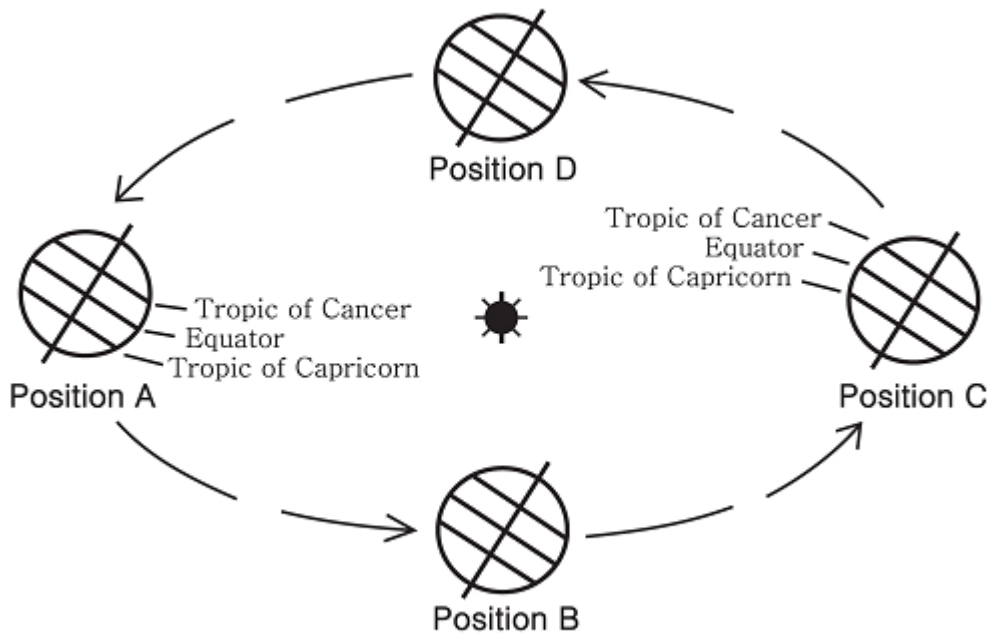 Position D
Tropic of Cancer
Equator
Tropic of Capricorn
Tropic of Cancer
Equator
Tropic of Capricorn
Position A
Position C
Position B